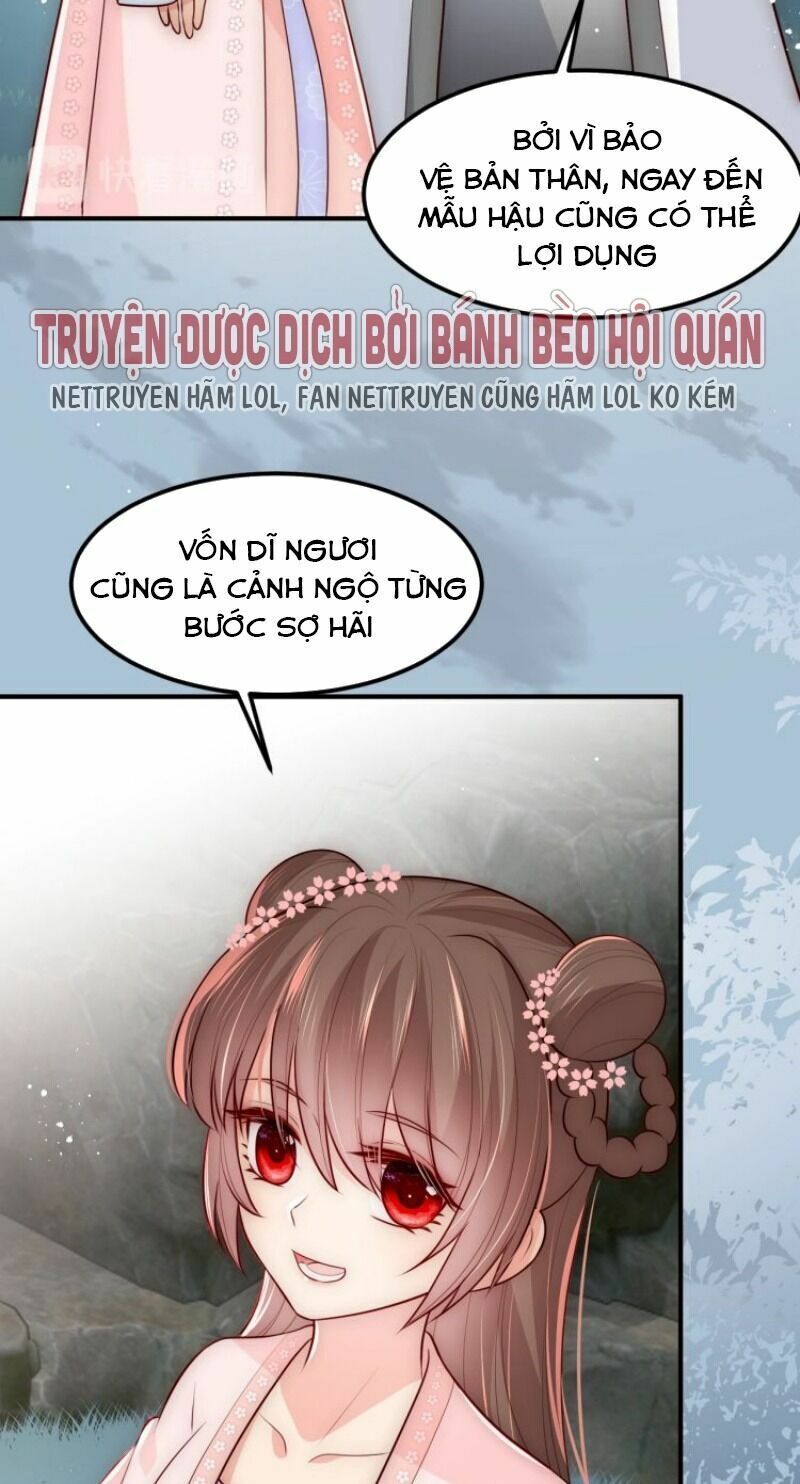 BỞI VÌ BẢO
VỆ BẢN THÂN, NGAY ĐẾN
MẪU HẬU CŨNG CÓ THỂ
LỢI DỤNG
TRUYỆN ĐƯỢC DỊCH BỞI BÁNH BÈO HỘI QUÁN
NETTRUYEN HÃM LOL, FAN NETTRUYEN CŨNG HÃM LOL KO KÉM
VỐN DĨ NGƯƠI
CŨNG LÀ CẢNH NGỘ TỪNG
BƯỚC SỢ HÃI